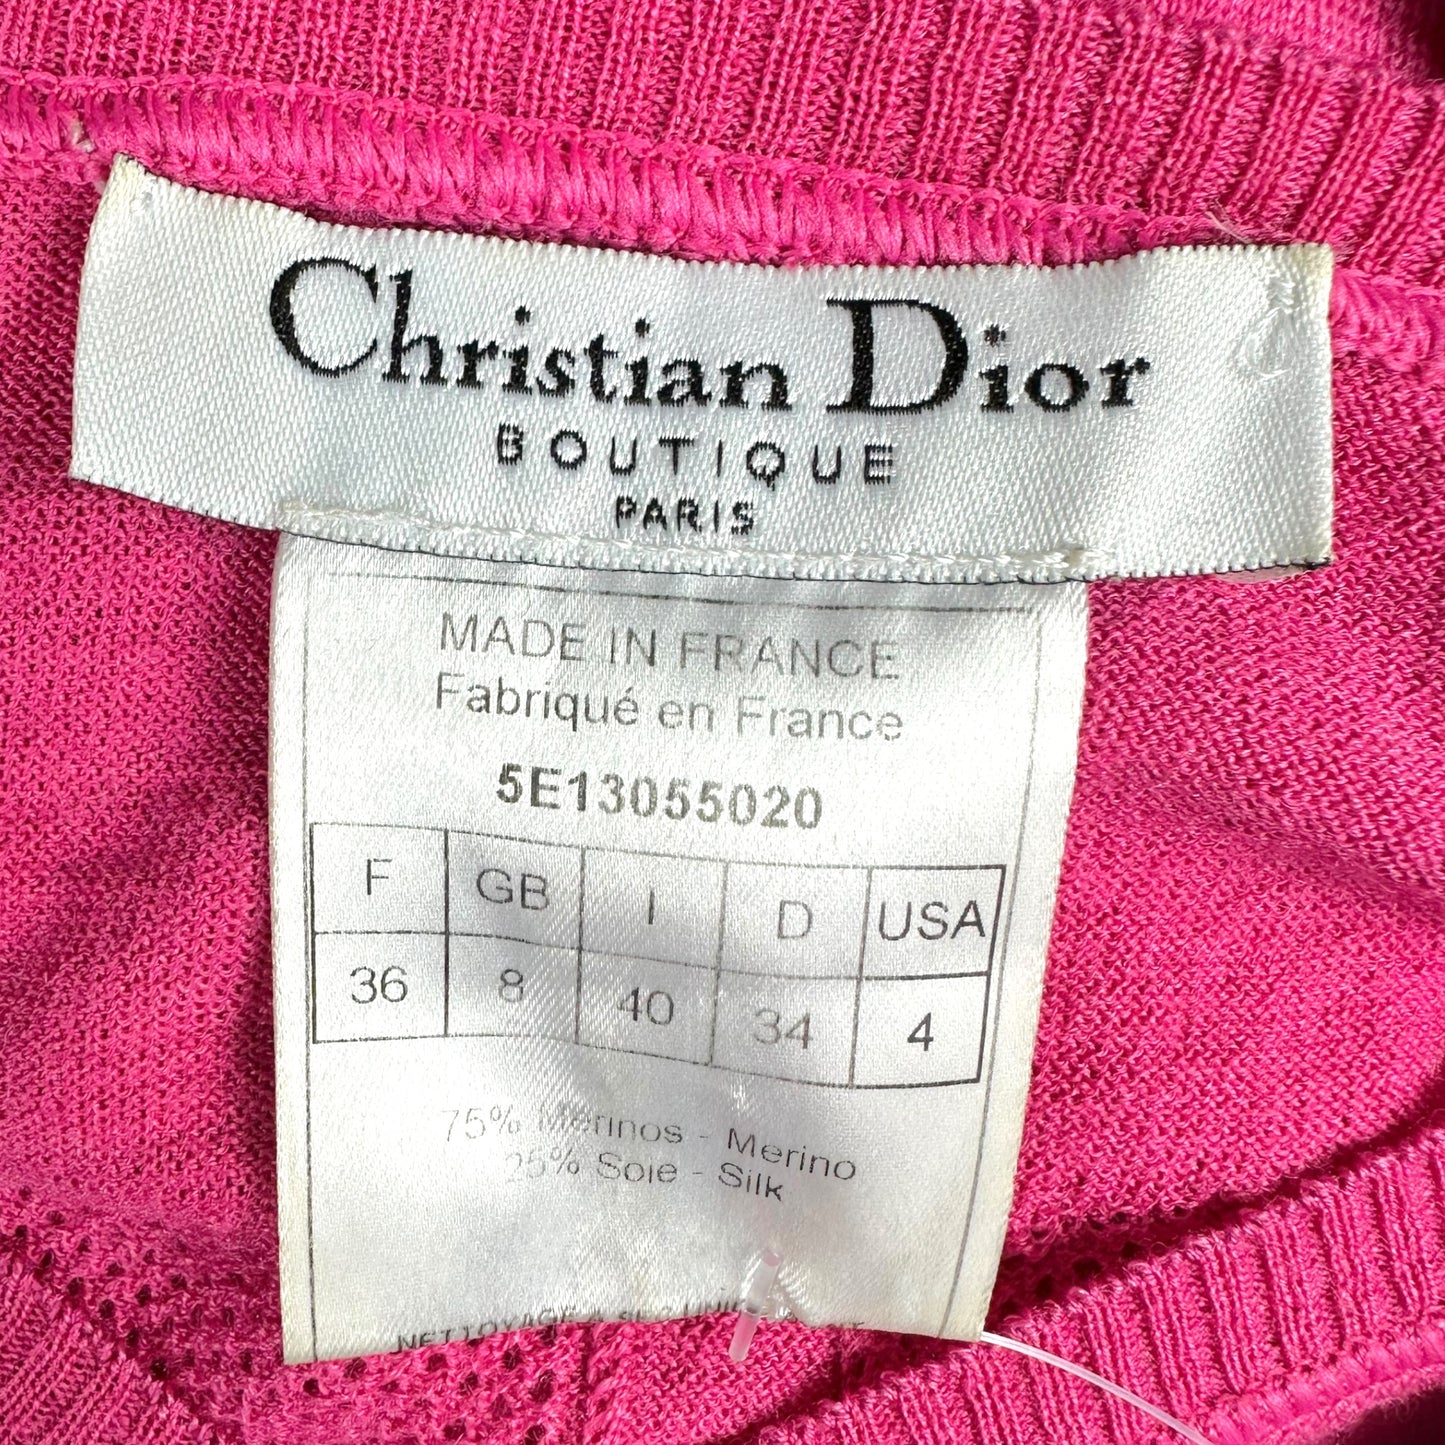 Christian Dior
BOUTIQUE
PARIS
MADE IN FRANCE
Fabriqué en France
5E13055020
F GB I D USA
36 8 40 34 4
75% Merinos - Merino
25% Soie - Silk
NETTOYAGE